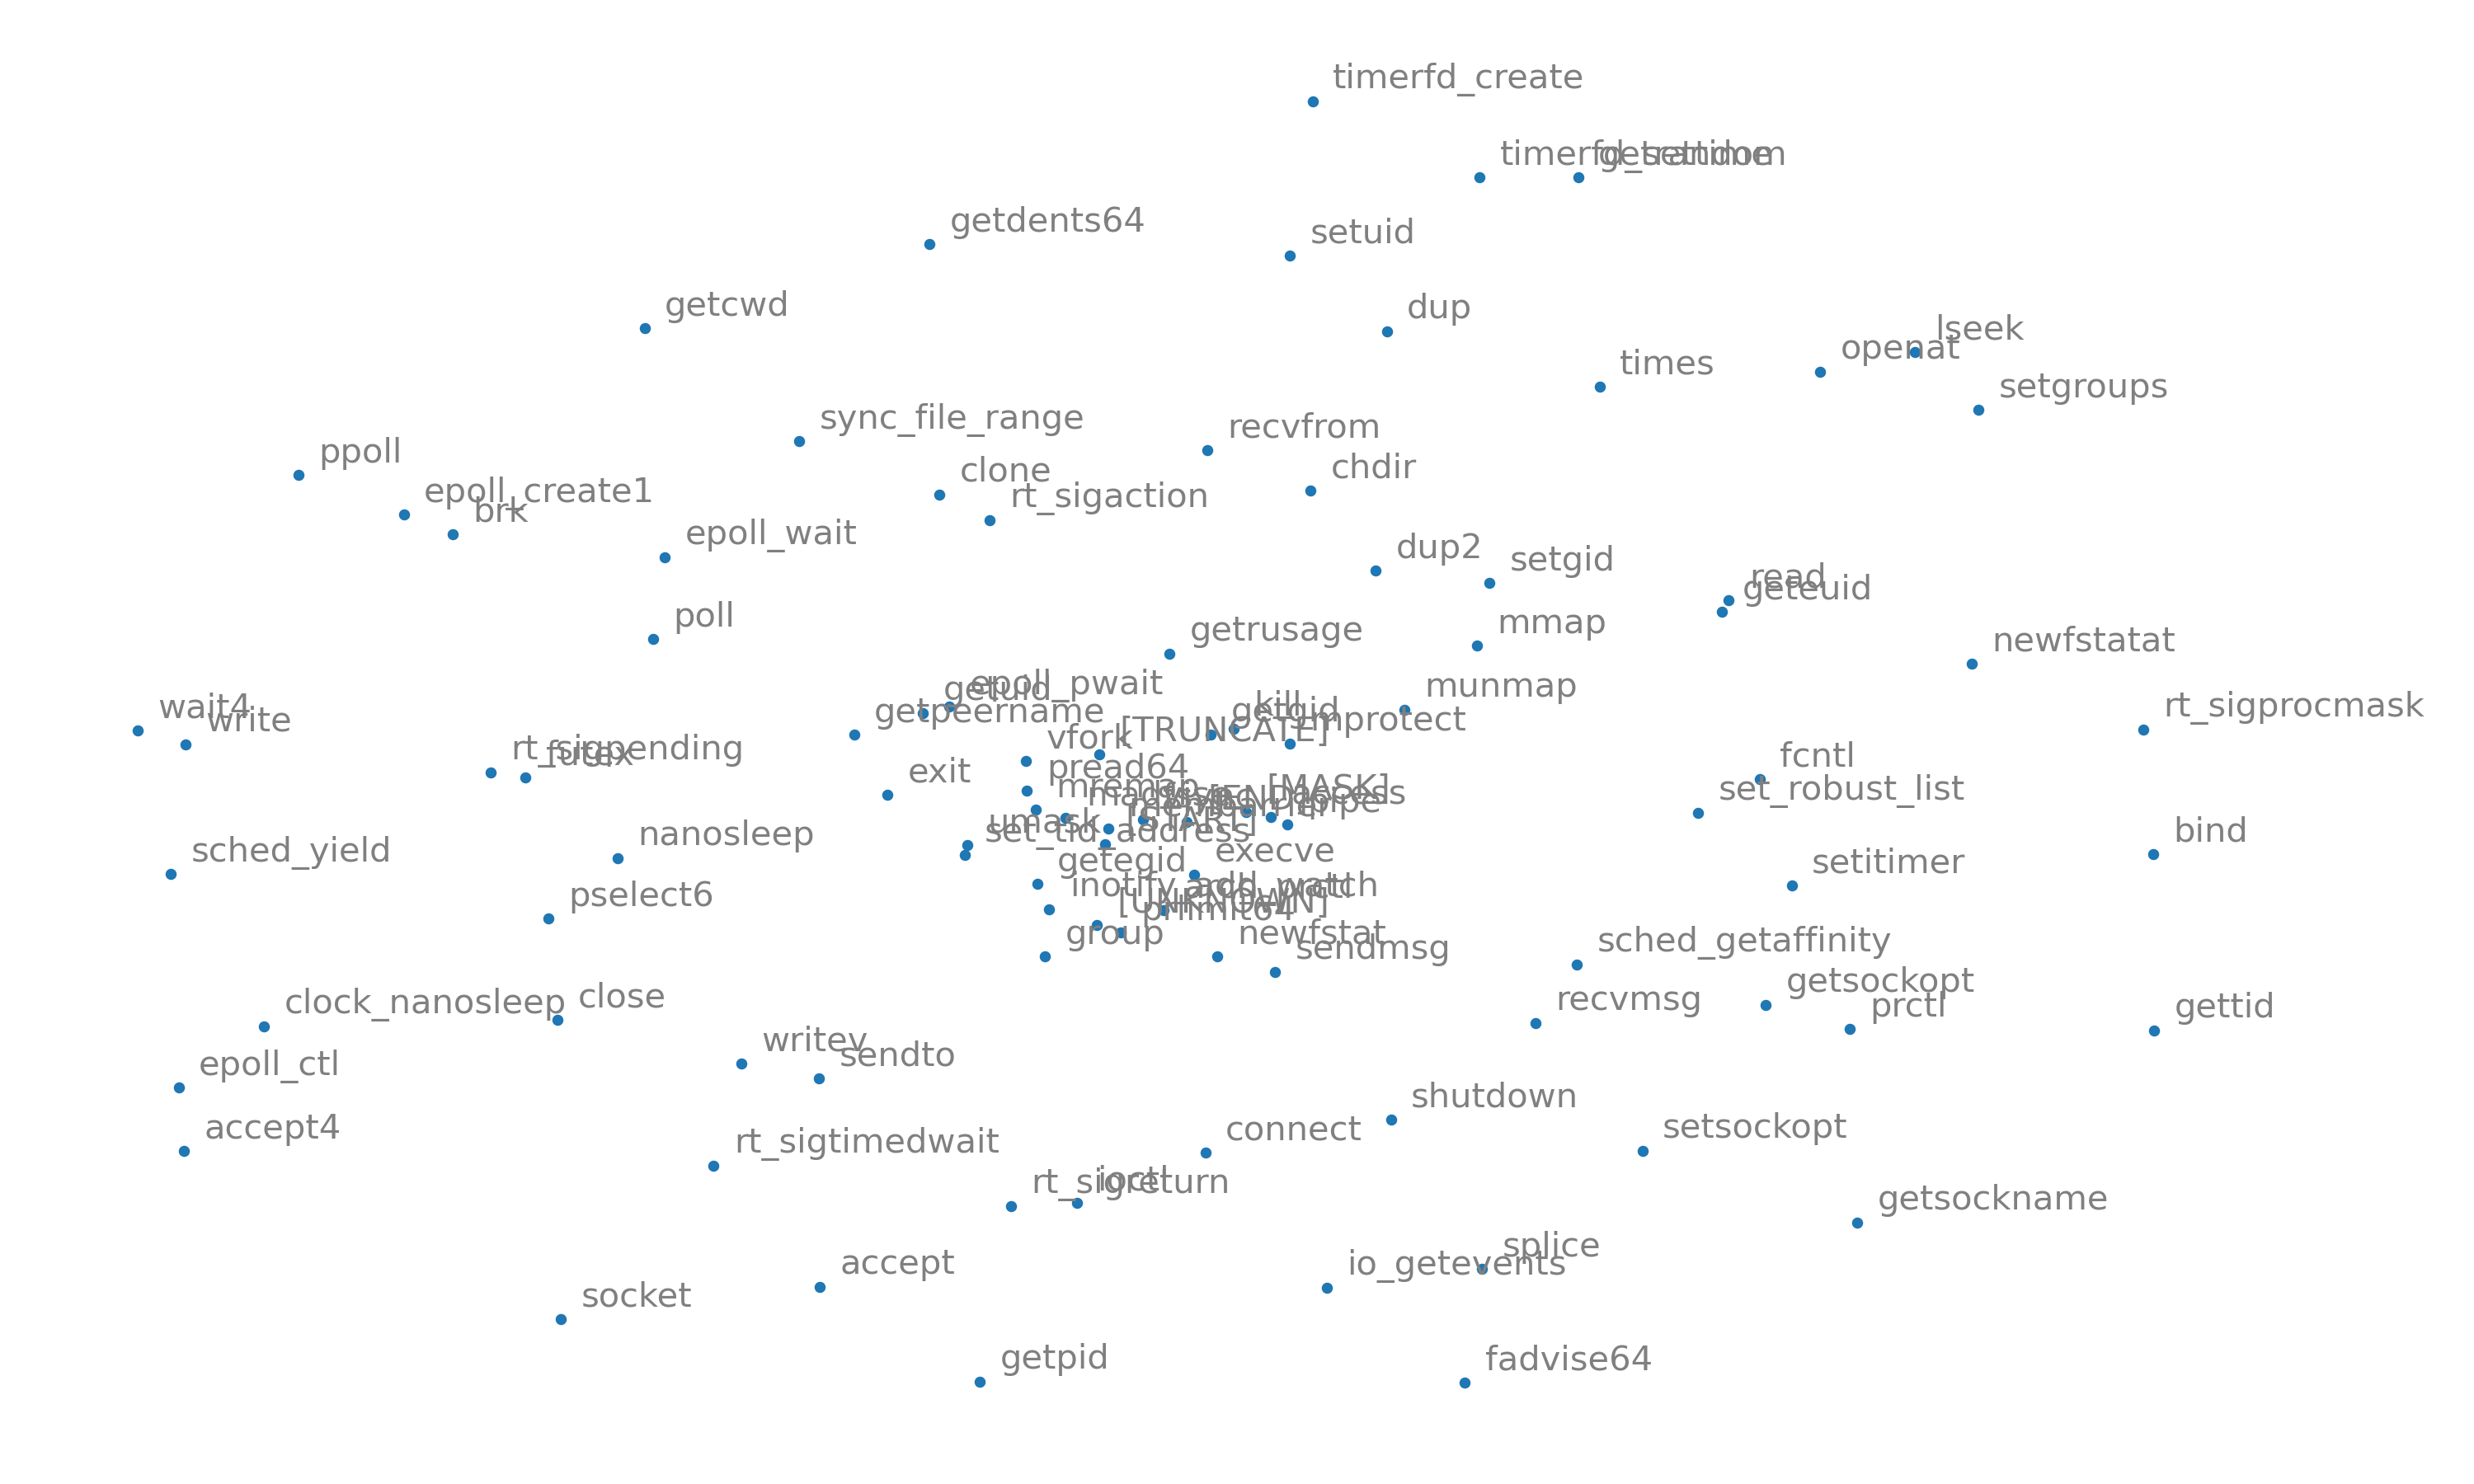 timerfd_create
timerfd_settime
getrandom
getdents64
setuid
getcwd
dup
lseek
openat
times
setgroups
sync_file_range
recvfrom
ppoll
clone
chdir
epoll_create1
rt_sigaction
brk
epoll_wait
dup2
setgid
read
geteuid
poll
getrusage
mmap
newfstatat
epoll_pwait
getuid
munmap
wait4
write
getpeername
kill
getgid
mprotect
[TRUNCATE]
rt_sigprocmask
vfork
rt_sigpending
futex
fcntl
exit
pread64
mremap
[MASK]
set_robust_list
access
pipe
[END]
[START]
umask
set_tid_address
nanosleep
bind
sched_yield
execve
getegid
setitimer
inotify_add_watch
pselect6
[UNKNOWN]
prlimit64
group
newfstat
sendmsg
sched_getaffinity
getsockopt
clock_nanosleep
close
recvmsg
prctl
gettid
writev
sendto
epoll_ctl
shutdown
accept4
connect
setsockopt
rt_sigtimedwait
rt_sigreturn
ioctl
getsockname
splice
io_getevents
accept
socket
getpid
fadvise64